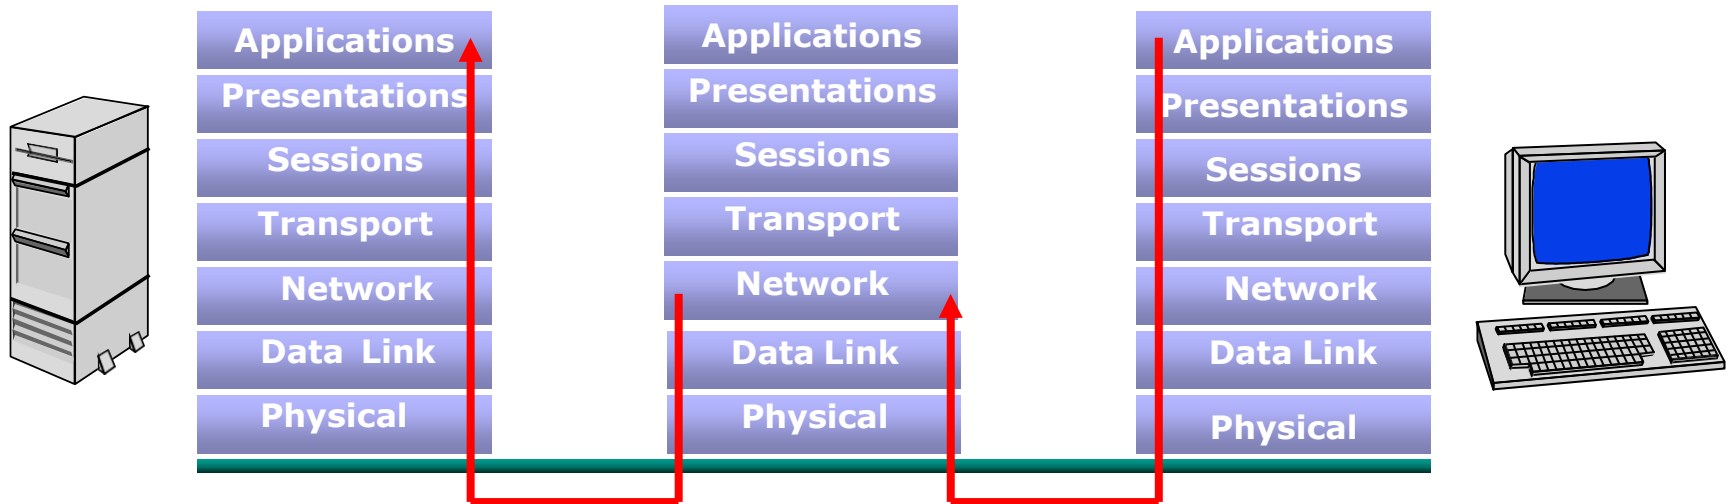 Applications
Presentations
Sessions
Transport
Network
Data Link
Physical
Applications
Presentations
Sessions
Transport
Network
Data Link
Physical
Applications
Presentations
Sessions
Transport
Network
Data Link
Physical